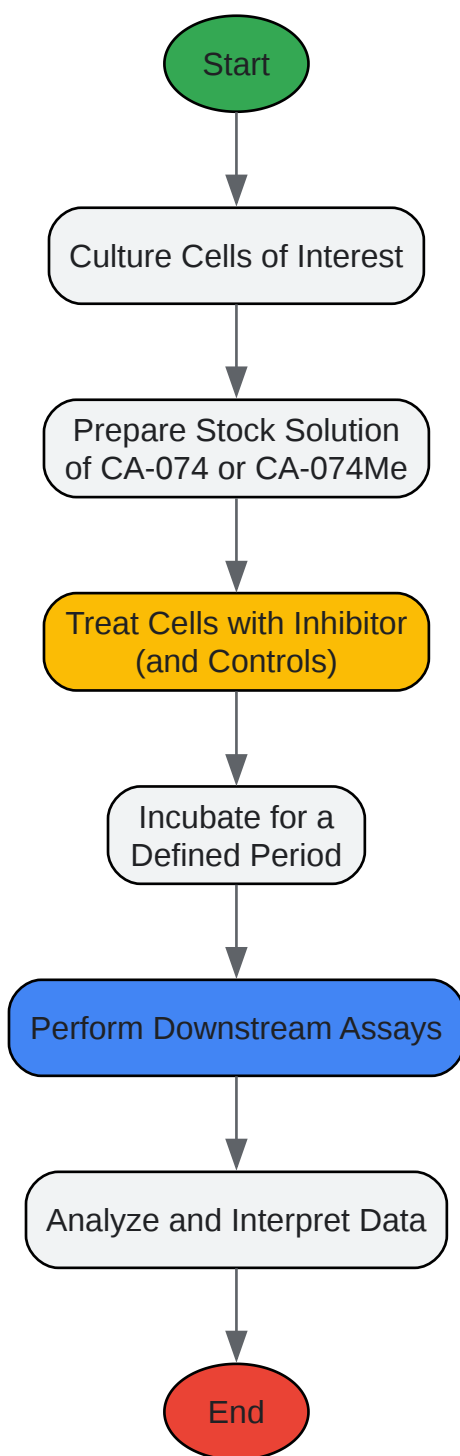 Start
Culture Cells of Interest
Prepare Stock Solution
of CA-074 or CA-074Me
Treat Cells with Inhibitor
(and Controls)
Incubate for a
Defined Period
Perform Downstream Assays
Analyze and Interpret Data
End